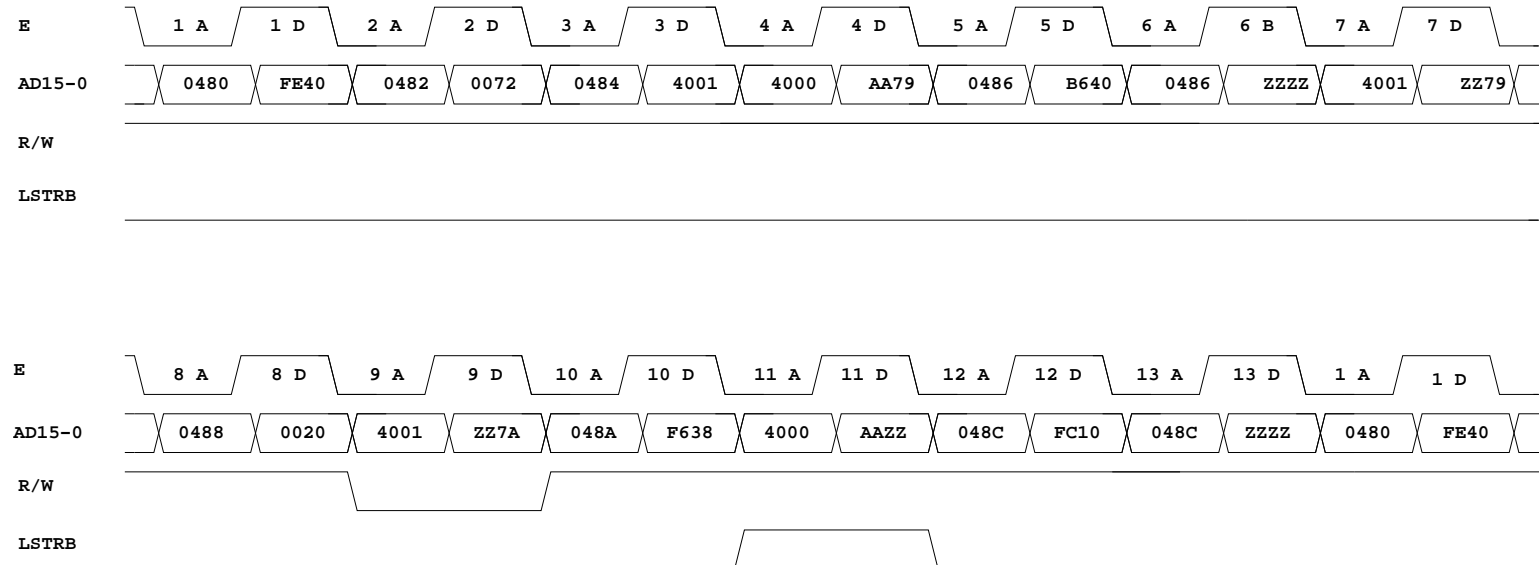 E 1 A 1 D 2 A 2 D 3 A 3 D 4 A 4 D 5 A 5 D 6 A 6 B 7 A 7 D
AD15-0 0480 FE40 0482 0072 0484 4001 4000 AA79 0486 B640 0486 ZZZZ 4001 ZZ79
R/W
LSTRB
E 8 A 8 D 9 A 9 D 10 A 10 D 11 A 11 D 12 A 12 D 13 A 13 D 1 A 1 D
AD15-0 0488 0020 4001 ZZ7A 048A F638 4000 AAZZ 048C FC10 048C ZZZZ 0480 FE40
R/W
LSTRB